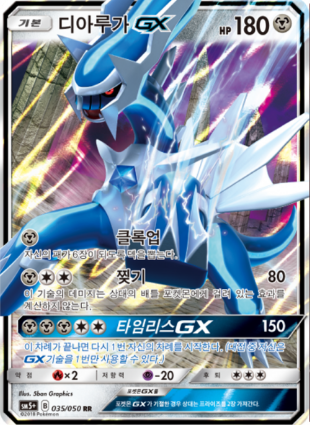 기본 디아루가 GX HP 180
클록업
자신의 패가 6장이 되도록 덱을 뽑는다.
찢기 80
이 기술의 데미지는 상대의 배틀 포켓몬에게 걸려 있는 효과를
계산하지 않는다.
타임리스 GX 150
이 차례가 끝나면 다시 1번 자신의 차례를 시작한다. (대전 중 자신은
GX기술을 1번만 사용할 수 있다.)
약점 ×2 저항력 -20 후퇴
Illus. 5ban Graphics
포켓몬GX룰
SM5+ B 035/050 RR
포켓몬GX가 기절한 경우 상대는 프라이즈를 2장 가져간다.
©2018 Pokémon